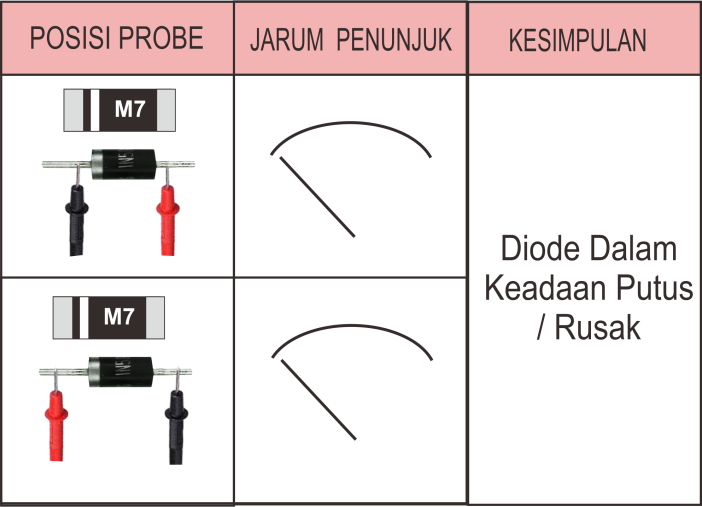 POSISI PROBE
JARUM PENUNJUK
KESIMPULAN
M7
M7
Diode Dalam
Keadaan Putus
/ Rusak